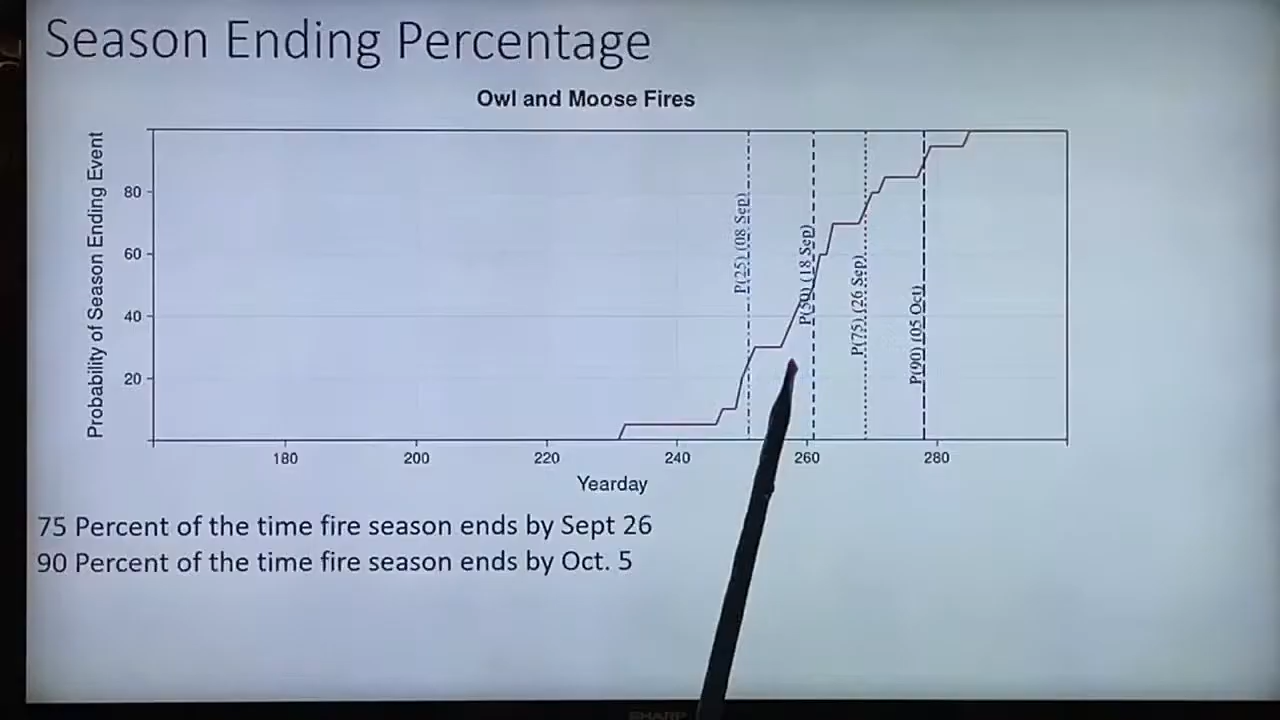 Season Ending Percentage
Owl and Moose Fires
Probability of Season Ending Event
80
60
40
20
P(25) (08 Sep)
P(50) (18 Sep)
P(75) (26 Sep)
P(90) (05 Oct)
180 200 220 240 260 280
Yearday
75 Percent of the time fire season ends by Sept 26
90 Percent of the time fire season ends by Oct. 5
SHARP